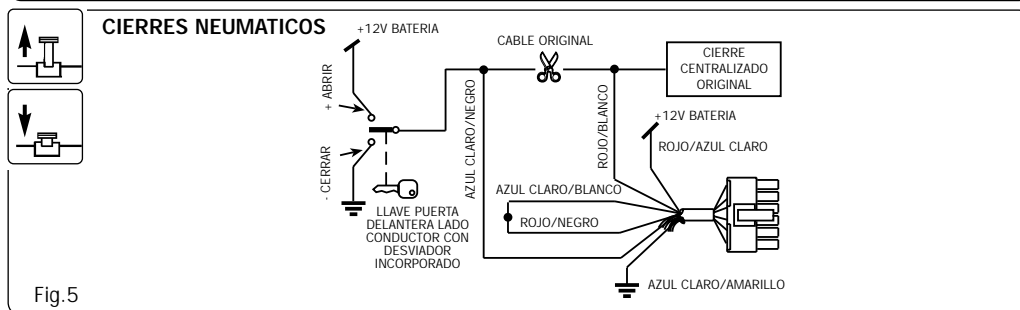 CIERRES NEUMATICOS
+12V BATERIA
CABLE ORIGINAL
CIERRE
CENTRALIZADO
ORIGINAL
+ ABRIR
- CERRAR
AZUL CLARO/NEGRO
ROJO/BLANCO
+12V BATERIA
ROJO/AZUL CLARO
AZUL CLARO/BLANCO
ROJO/NEGRO
LLAVE PUERTA
DELANTERA LADO
CONDUCTOR CON
DESVIADOR
INCORPORADO
AZUL CLARO/AMARILLO
Fig.5